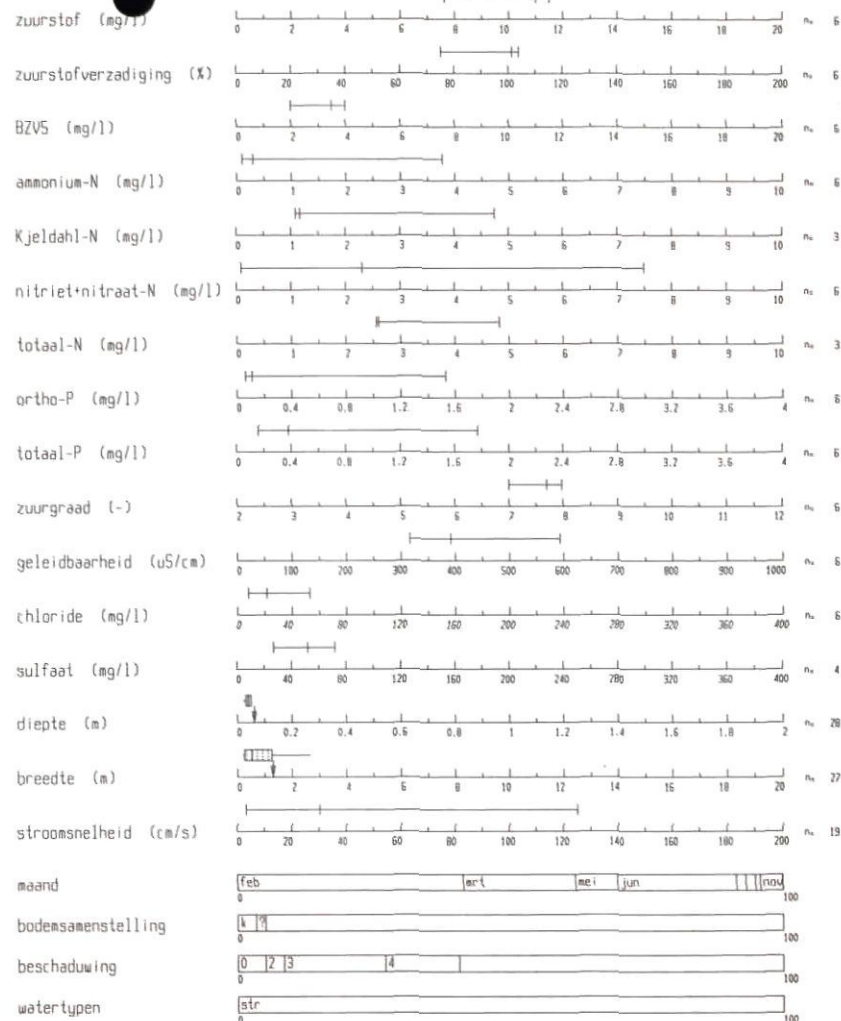 zuurstof (mg/l)
0 2 4 6 8 10 12 14 16 18 20 n= 6
zuurstofverzadiging (%)
0 20 40 60 80 100 120 140 160 180 200 n= 6
BZV5 (mg/l)
0 2 4 6 8 10 12 14 16 18 20 n= 6
ammonium-N (mg/l)
0 1 2 3 4 5 6 7 8 9 10 n= 6
Kjeldahl-N (mg/l)
0 1 2 3 4 5 6 7 8 9 10 n= 3
nitriet+nitraat-N (mg/l)
0 1 2 3 4 5 6 7 8 9 10 n= 6
totaal-N (mg/l)
0 1 2 3 4 5 6 7 8 9 10 n= 3
ortho-P (mg/l)
0 0.4 0.8 1.2 1.6 2 2.4 2.8 3.2 3.6 4 n= 6
totaal-P (mg/l)
0 0.4 0.8 1.2 1.6 2 2.4 2.8 3.2 3.6 4 n= 6
zuurgraad (-)
2 3 4 5 6 7 8 9 10 11 12 n= 6
geleidbaarheid (uS/cm)
0 100 200 300 400 500 600 700 800 900 1000 n= 6
chloride (mg/l)
0 40 80 120 160 200 240 280 320 360 400 n= 6
sulfaat (mg/l)
0 40 80 120 160 200 240 280 320 360 400 n= 4
diepte (m)
0 0.2 0.4 0.6 0.8 1 1.2 1.4 1.6 1.8 2 n= 28
breedte (m)
0 2 4 6 8 10 12 14 16 18 20 n= 27
stroomsnelheid (cm/s)
0 20 40 60 80 100 120 140 160 180 200 n= 19
maand feb mrt mei jun nov
0 100
bodemsamenstelling k ?
0 100
beschaduwing 0 2 3 4
0 100
watertypen str
0 100